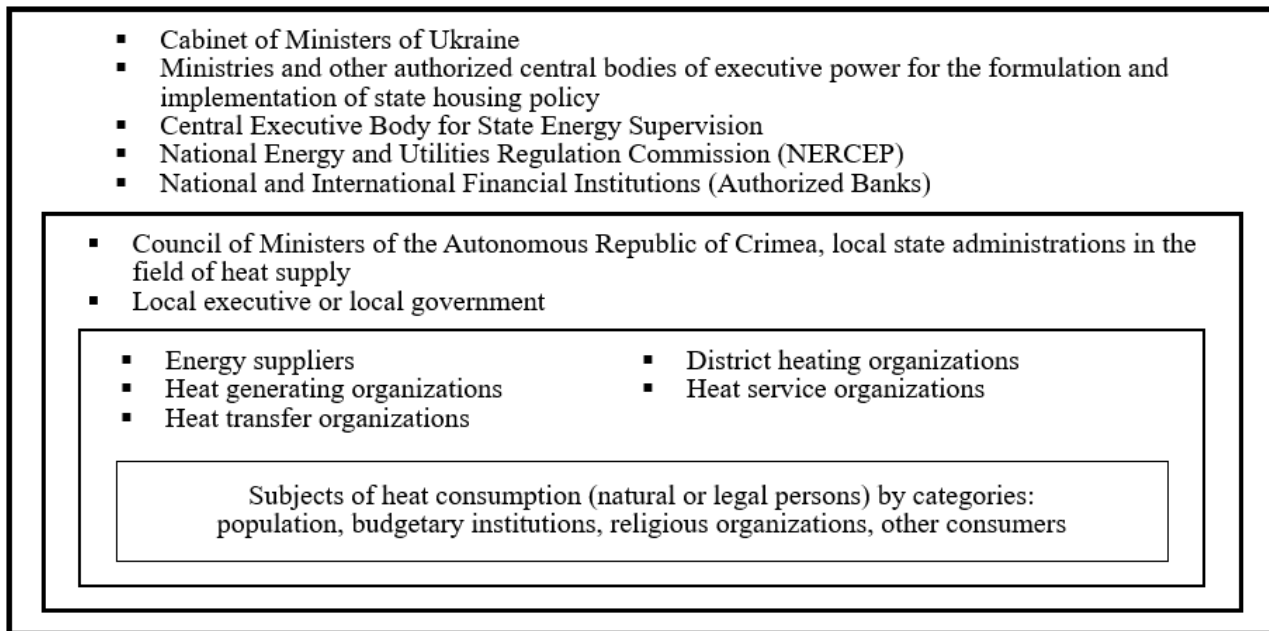 ▪ Cabinet of Ministers of Ukraine
▪ Ministries and other authorized central bodies of executive power for the formulation and
implementation of state housing policy
▪ Central Executive Body for State Energy Supervision
▪ National Energy and Utilities Regulation Commission (NERCEP)
▪ National and International Financial Institutions (Authorized Banks)
▪ Council of Ministers of the Autonomous Republic of Crimea, local state administrations in the
field of heat supply
▪ Local executive or local government
▪ Energy suppliers
▪ Heat generating organizations
▪ Heat transfer organizations
▪ District heating organizations
▪ Heat service organizations
Subjects of heat consumption (natural or legal persons) by categories:
population, budgetary institutions, religious organizations, other consumers